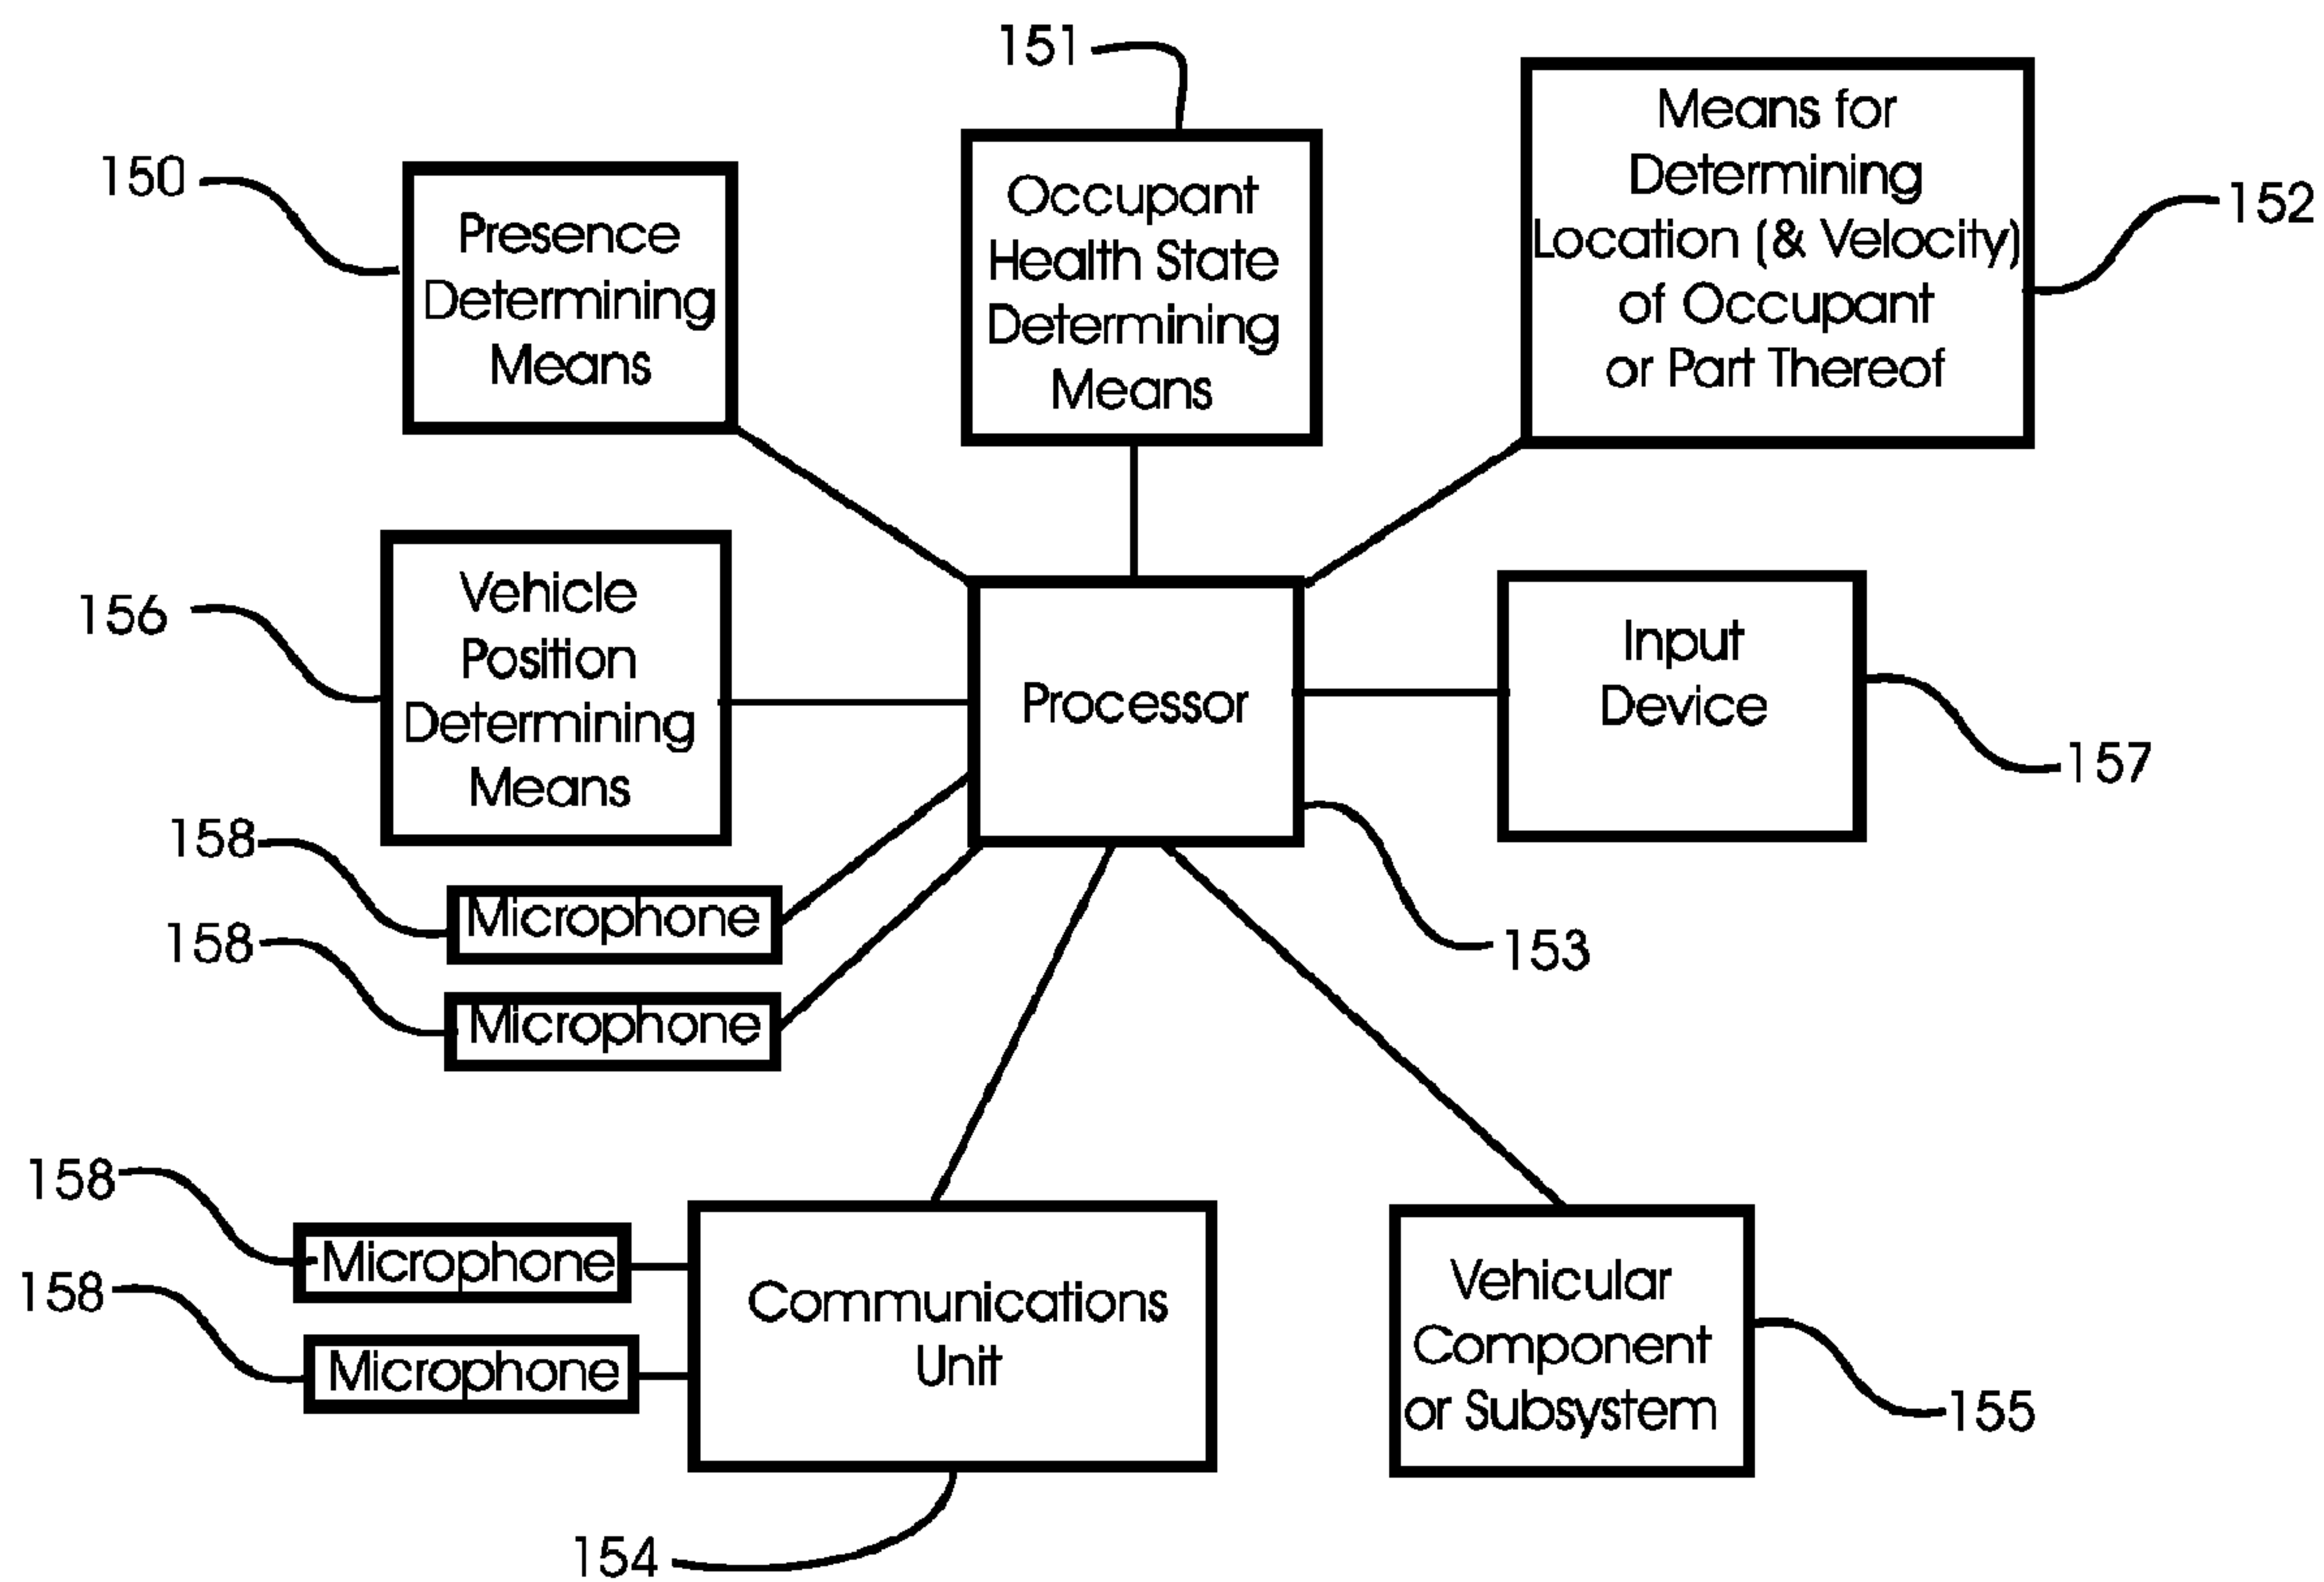 151
150
Presence
Determining
Means
Occupant
Health State
Determining
Means
Means for
Determining
Location (& Velocity)
of Occupant
or Part Thereof
152
156
Vehicle
Position
Determining
Means
Processor
Input
Device
157
153
158
Microphone
158
Microphone
158
Microphone
158
Microphone
Communications
Unit
154
Vehicular
Component
or Subsystem
155